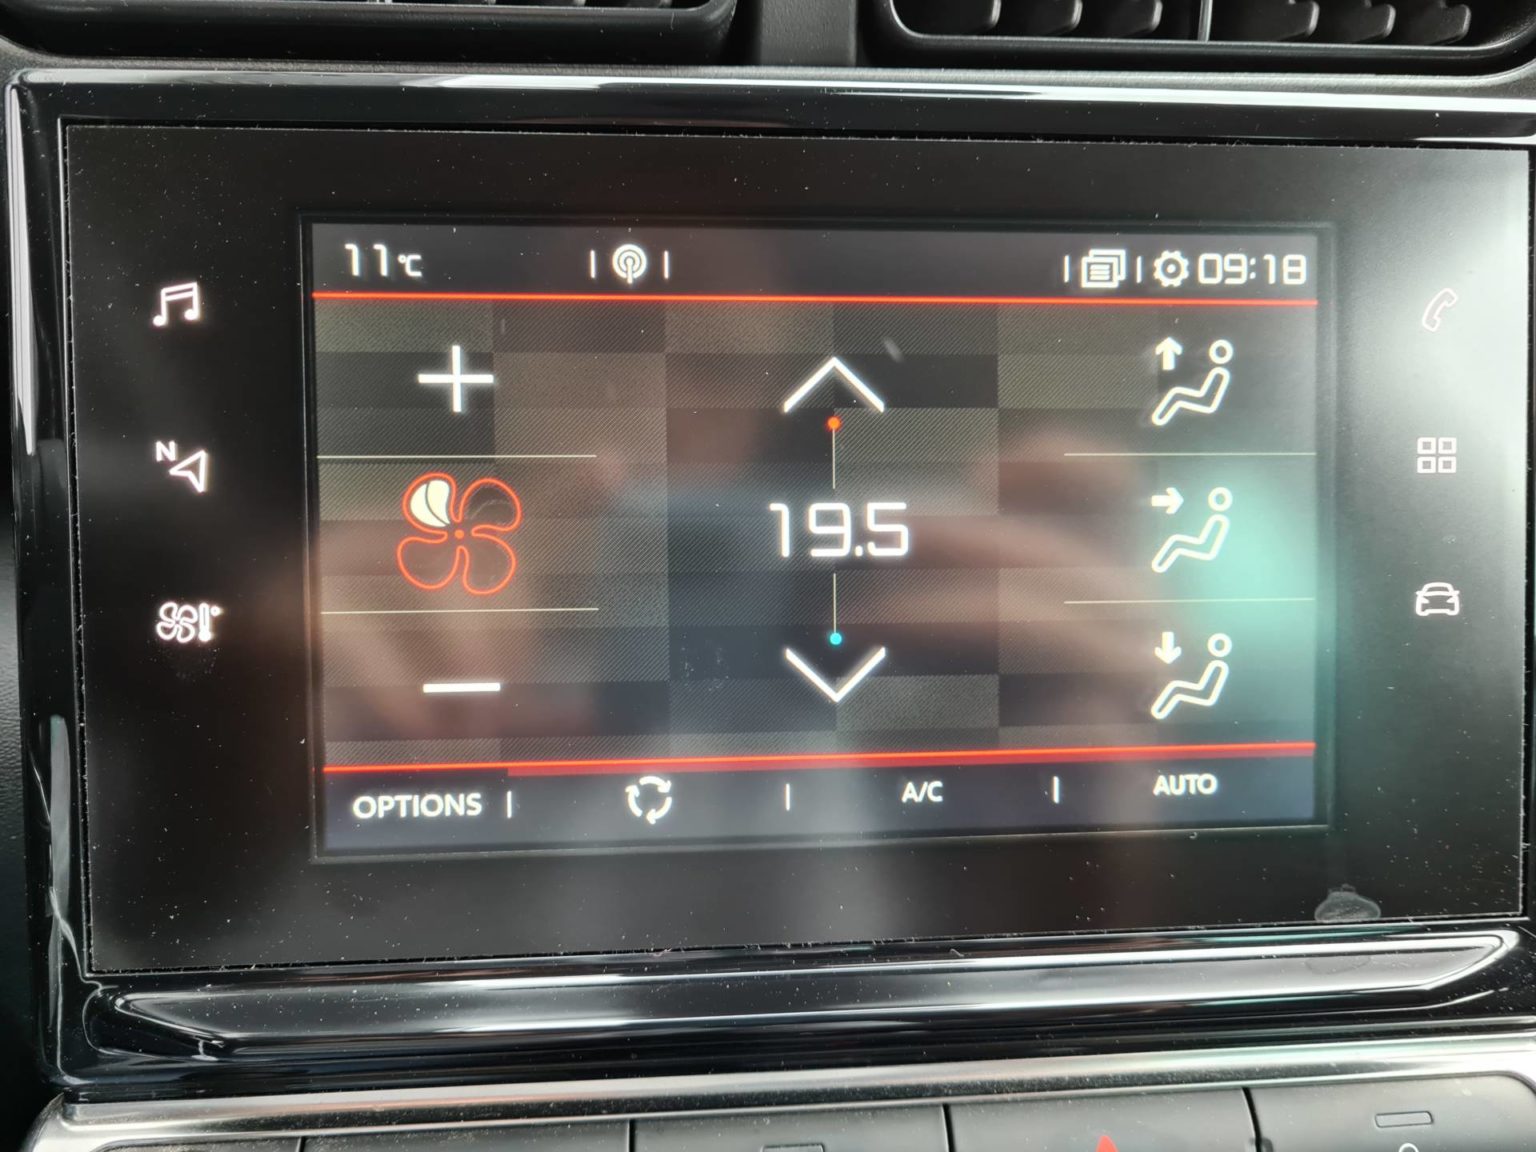 11°C
09:18
N
19.5
OPTIONS
A/C
AUTO